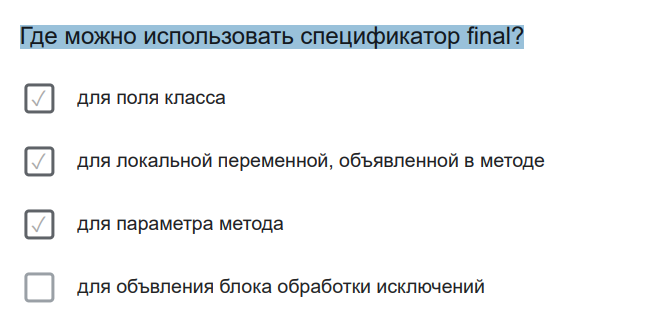 Где можно использовать спецификатор final?
для поля класса
для локальной переменной, объявленной в методе
для параметра метода
для объвления блока обработки исключений